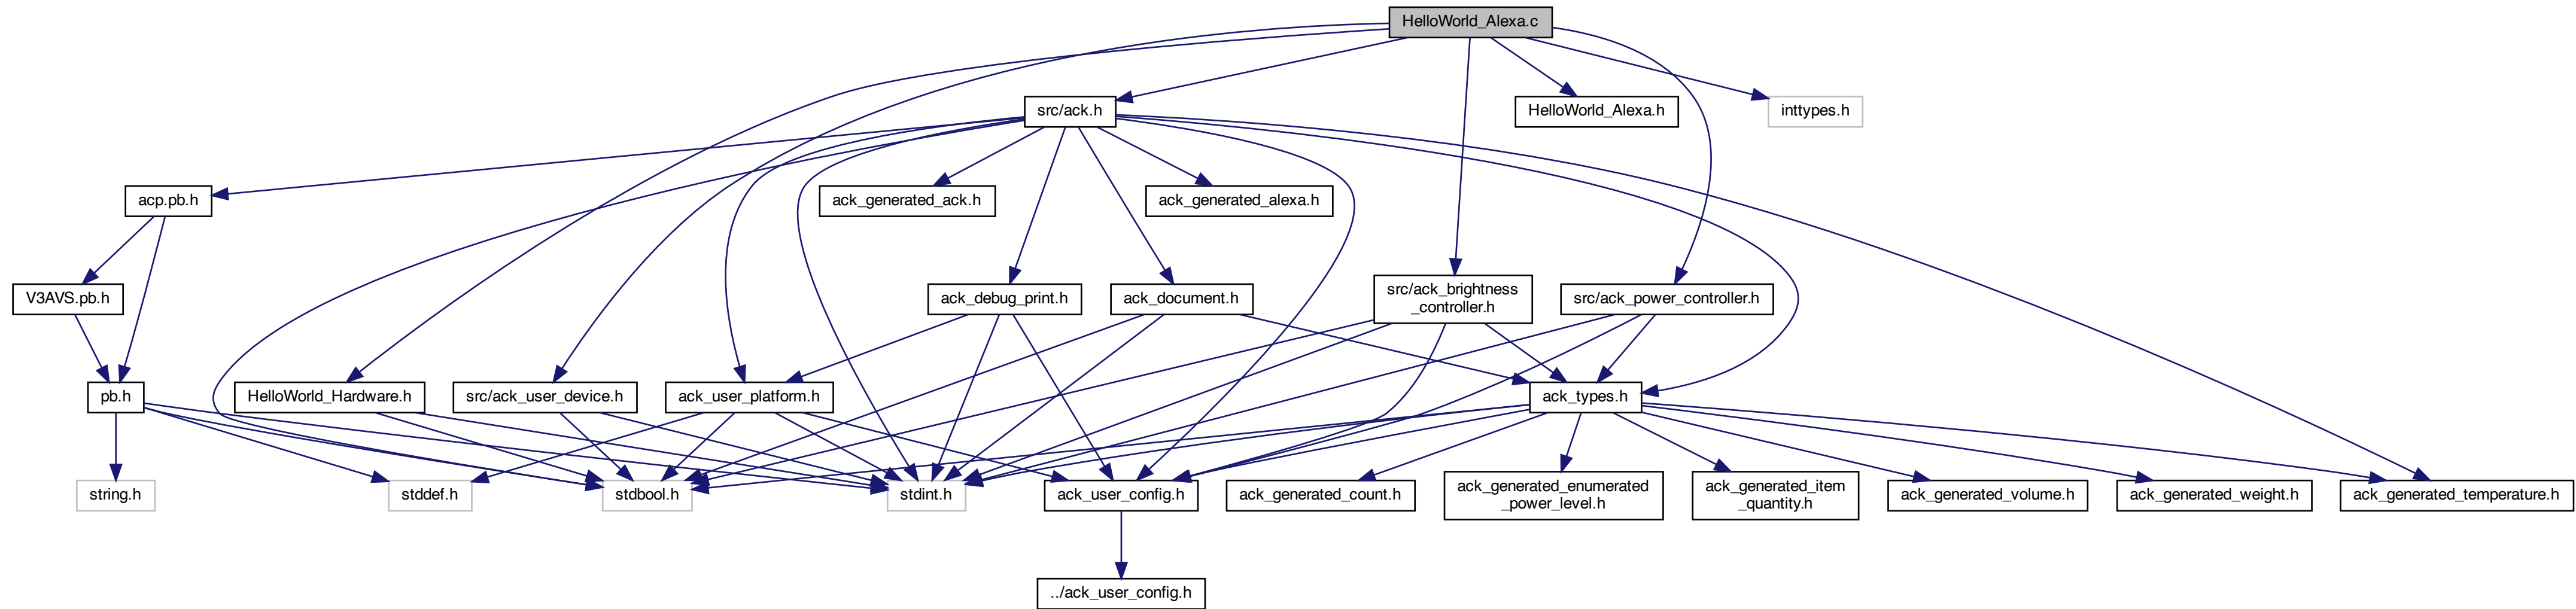 HelloWorld_Alexa.c
src/ack.h
HelloWorld_Alexa.h
inttypes.h
acp.pb.h
ack_generated_ack.h
ack_generated_alexa.h
V3AVS.pb.h
ack_debug_print.h
ack_document.h
src/ack_brightness
_controller.h
src/ack_power_controller.h
pb.h
HelloWorld_Hardware.h
src/ack_user_device.h
ack_user_platform.h
ack_types.h
string.h
stddef.h
stdbool.h
stdint.h
ack_user_config.h
ack_generated_count.h
ack_generated_enumerated
_power_level.h
ack_generated_item
_quantity.h
ack_generated_volume.h
ack_generated_weight.h
ack_generated_temperature.h
../ack_user_config.h